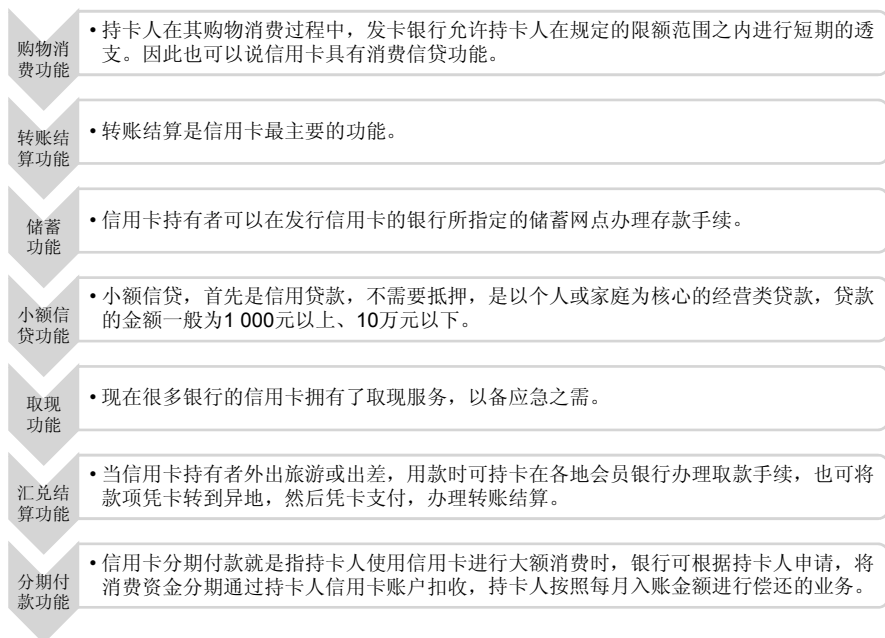 购物消
费功能
• 持卡人在其购物消费过程中，发卡银行允许持卡人在规定的限额范围之内进行短期的透
支。因此也可以说信用卡具有消费信贷功能。
转账结
算功能
• 转账结算是信用卡最主要的功能。
储蓄
功能
• 信用卡持有者可以在发行信用卡的银行所指定的储蓄网点办理存款手续。
小额信
贷功能
• 小额信贷，首先是信用贷款，不需要抵押，是以个人或家庭为核心的经营类贷款，贷款
的金额一般为1 000元以上、10万元以下。
取现
功能
• 现在很多银行的信用卡拥有了取现服务，以备应急之需。
汇兑结
算功能
• 当信用卡持有者外出旅游或出差，用款时可持卡在各地会员银行办理取款手续，也可将
款项凭卡转到异地，然后凭卡支付，办理转账结算。
分期付
款功能
• 信用卡分期付款就是指持卡人使用信用卡进行大额消费时，银行可根据持卡人申请，将
消费资金分期通过持卡人信用卡账户扣收，持卡人按照每月入账金额进行偿还的业务。